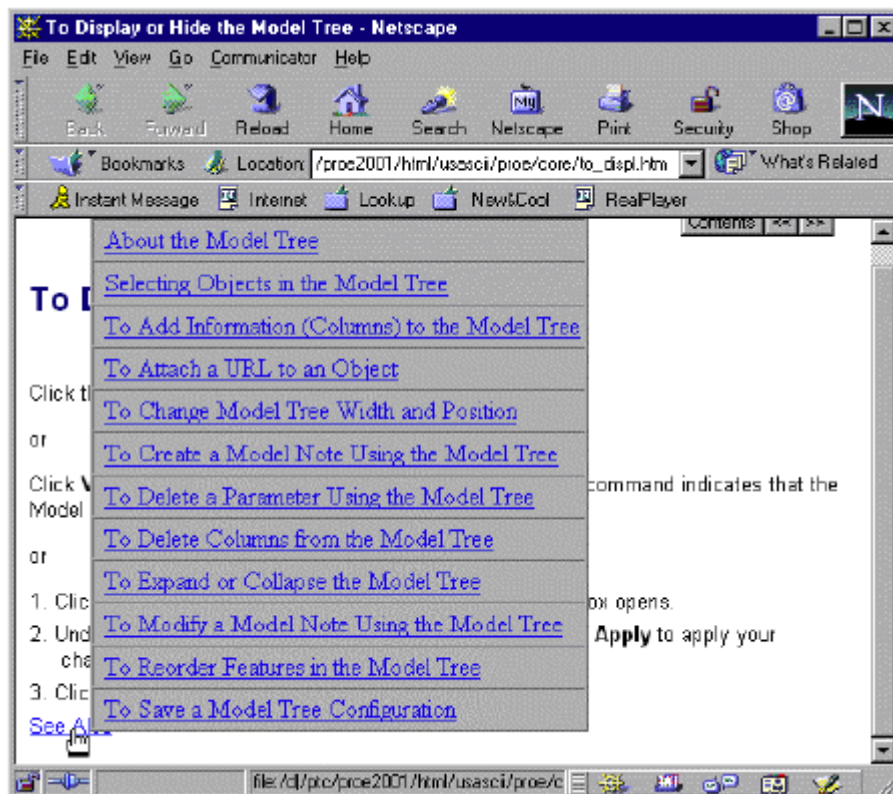 To Display or Hide the Model Tree - Netscape
File Edit View Go Communicator Help
Back Forward Reload Home Search Netscape Print Security Shop
My
N
Bookmarks Location: /proe2001/html/usascii/proe/core/to_displ.htm What's Related
Instant Message Internet Lookup New&Cool RealPlayer
Contents << >>
About the Model Tree
Selecting Objects in the Model Tree
To D
To Add Information (Columns) to the Model Tree
To Attach a URL to an Object
Click th
To Change Model Tree Width and Position
or
To Create a Model Note Using the Model Tree
Click V command indicates that the
To Delete a Parameter Using the Model Tree
Model
To Delete Columns from the Model Tree
or
To Expand or Collapse the Model Tree
1. Clic ox opens.
To Modify a Model Note Using the Model Tree
2. Und Apply to apply your
cha
To Reorder Features in the Model Tree
3. Clic
To Save a Model Tree Configuration
See Also
file:/d|/ptc/proe2001/html/usascii/proe/c